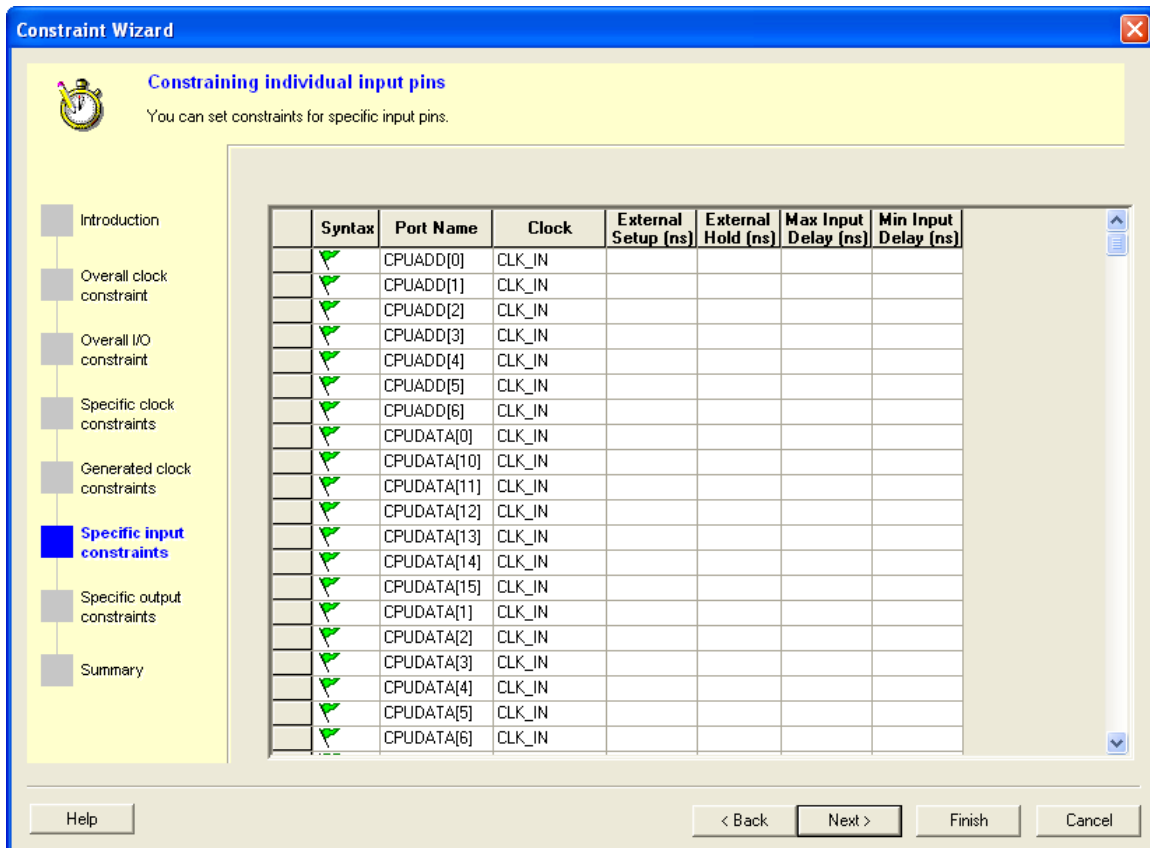 Constraint Wizard
Constraining individual input pins
You can set constraints for specific input pins.
Introduction
Overall clock
constraint
Overall I/O
constraint
Specific clock
constraints
Generated clock
constraints
Specific input
constraints
Specific output
constraints
Summary
Syntax Port Name Clock External Setup (ns) External Hold (ns) Max Input Delay (ns) Min Input Delay (ns)
CPUADD[0] CLK_IN
CPUADD[1] CLK_IN
CPUADD[2] CLK_IN
CPUADD[3] CLK_IN
CPUADD[4] CLK_IN
CPUADD[5] CLK_IN
CPUADD[6] CLK_IN
CPUDATA[0] CLK_IN
CPUDATA[10] CLK_IN
CPUDATA[11] CLK_IN
CPUDATA[12] CLK_IN
CPUDATA[13] CLK_IN
CPUDATA[14] CLK_IN
CPUDATA[15] CLK_IN
CPUDATA[1] CLK_IN
CPUDATA[2] CLK_IN
CPUDATA[3] CLK_IN
CPUDATA[4] CLK_IN
CPUDATA[5] CLK_IN
CPUDATA[6] CLK_IN
Help < Back Next > Finish Cancel